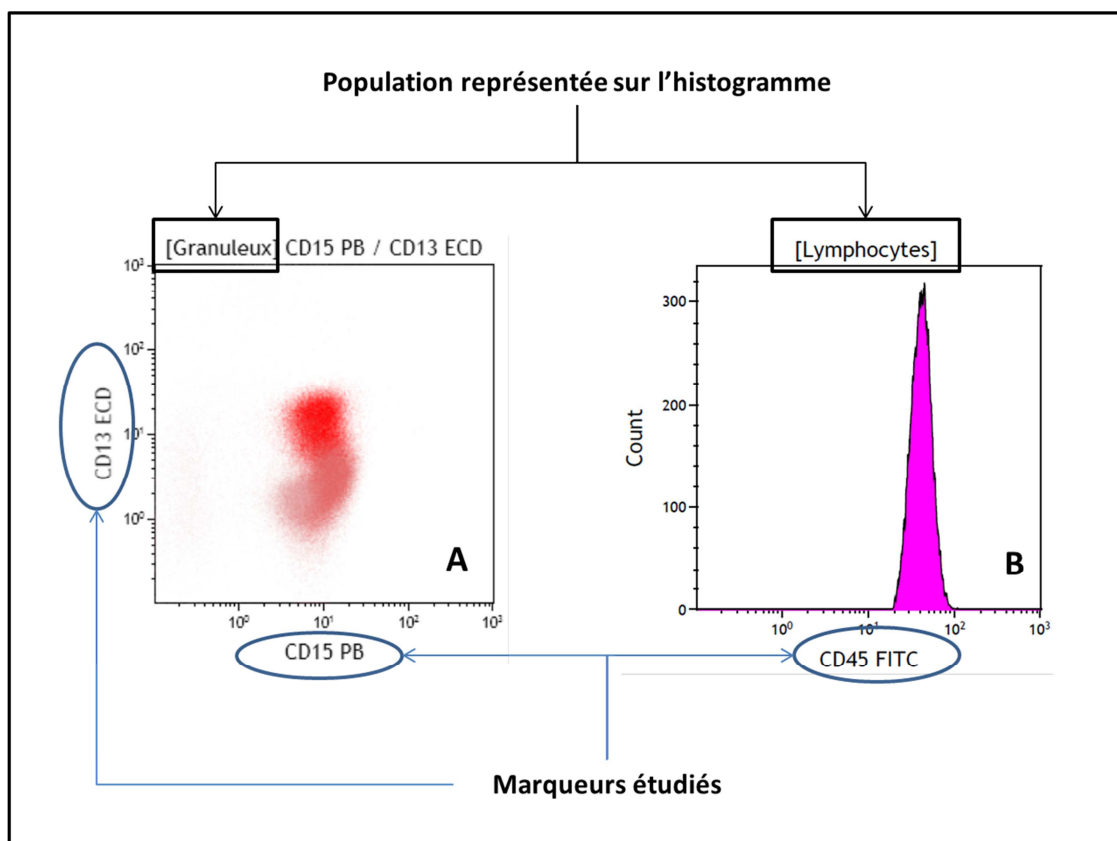 Population représentée sur l'histogramme
[Granuleux] CD15 PB / CD13 ECD
10³
10²
10¹
10⁰
CD13 ECD
A
10⁰ 10¹ 10² 10³
CD15 PB
[Lymphocytes]
300
200
100
0
Count
B
10⁰ 10¹ 10² 10³
CD45 FITC
Marqueurs étudiés